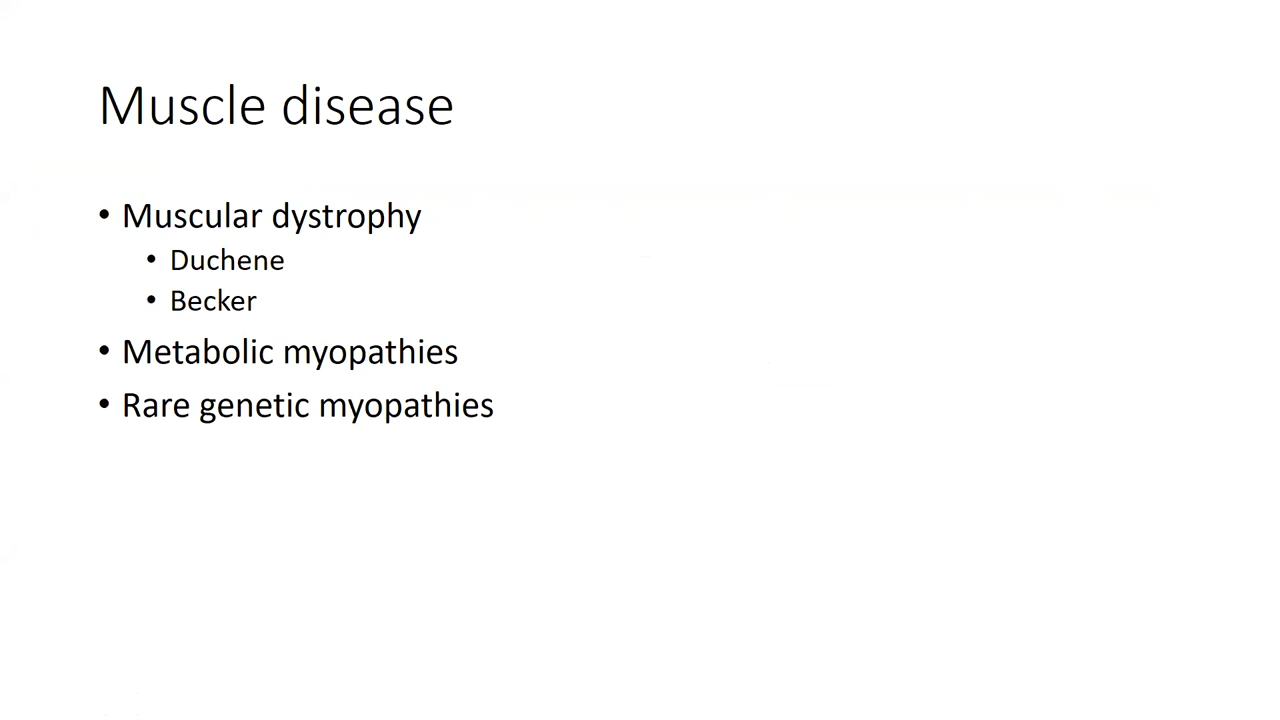 Muscle disease
• Muscular dystrophy
• Duchene
• Becker
• Metabolic myopathies
• Rare genetic myopathies